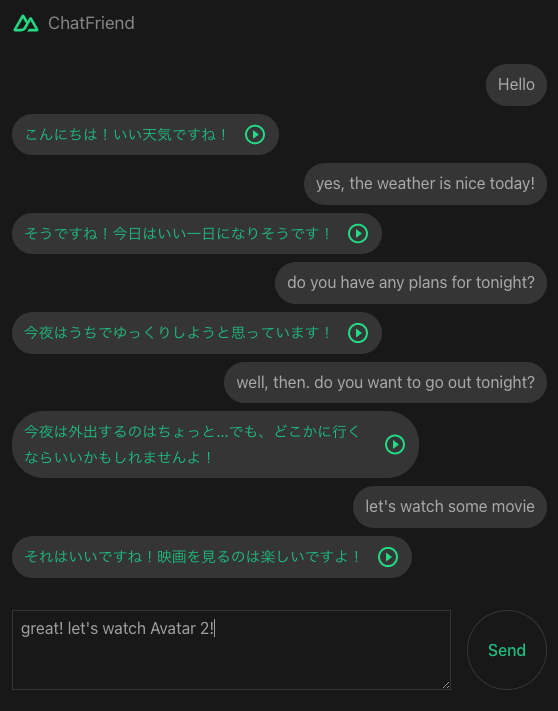 ChatFriend
Hello
こんにちは！いい天気ですね！
yes, the weather is nice today!
そうですね！今日はいい一日になりそうです！
do you have any plans for tonight?
今夜はうちでゆっくりしようと思っています！
well, then. do you want to go out tonight?
今夜は外出するのはちょっと...でも、どこかに行く
ならいいかもしれませんよ！
let's watch some movie
それはいいですね！映画を見るのは楽しいですよ！
great! let's watch Avatar 2!
Send